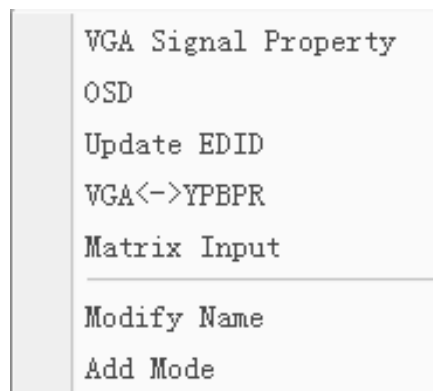 VGA Signal Property
OSD
Update EDID
VGA<->YPBPR
Matrix Input
Modify Name
Add Mode